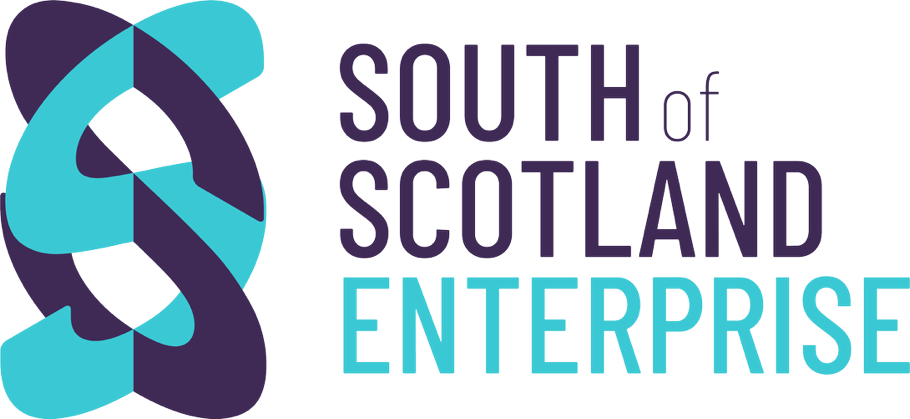 SOUTH of
SCOTLAND
ENTERPRISE